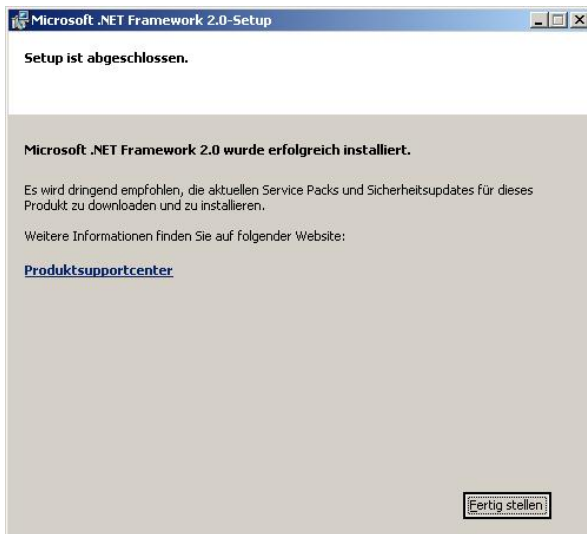 Microsoft .NET Framework 2.0-Setup
Setup ist abgeschlossen.
Microsoft .NET Framework 2.0 wurde erfolgreich installiert.
Es wird dringend empfohlen, die aktuellen Service Packs und Sicherheitsupdates für dieses
Produkt zu downloaden und zu installieren.
Weitere Informationen finden Sie auf folgender Website:
Produktsupportcenter
Fertig stellen